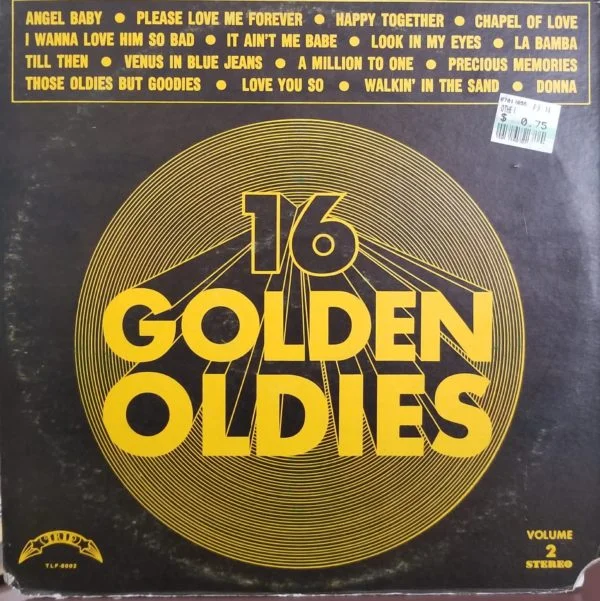 ANGEL BABY • PLEASE LOVE ME FOREVER • HAPPY TOGETHER • CHAPEL OF LOVE
I WANNA LOVE HIM SO BAD • IT AIN'T ME BABE • LOOK IN MY EYES • LA BAMBA
TILL THEN • VENUS IN BLUE JEANS • A MILLION TO ONE • PRECIOUS MEMORIES
THOSE OLDIES BUT GOODIES • LOVE YOU SO • WALKIN' IN THE SAND • DONNA
$ 0.75
16
GOLDEN
OLDIES
TRIP
TLP-6002
VOLUME
2
STEREO